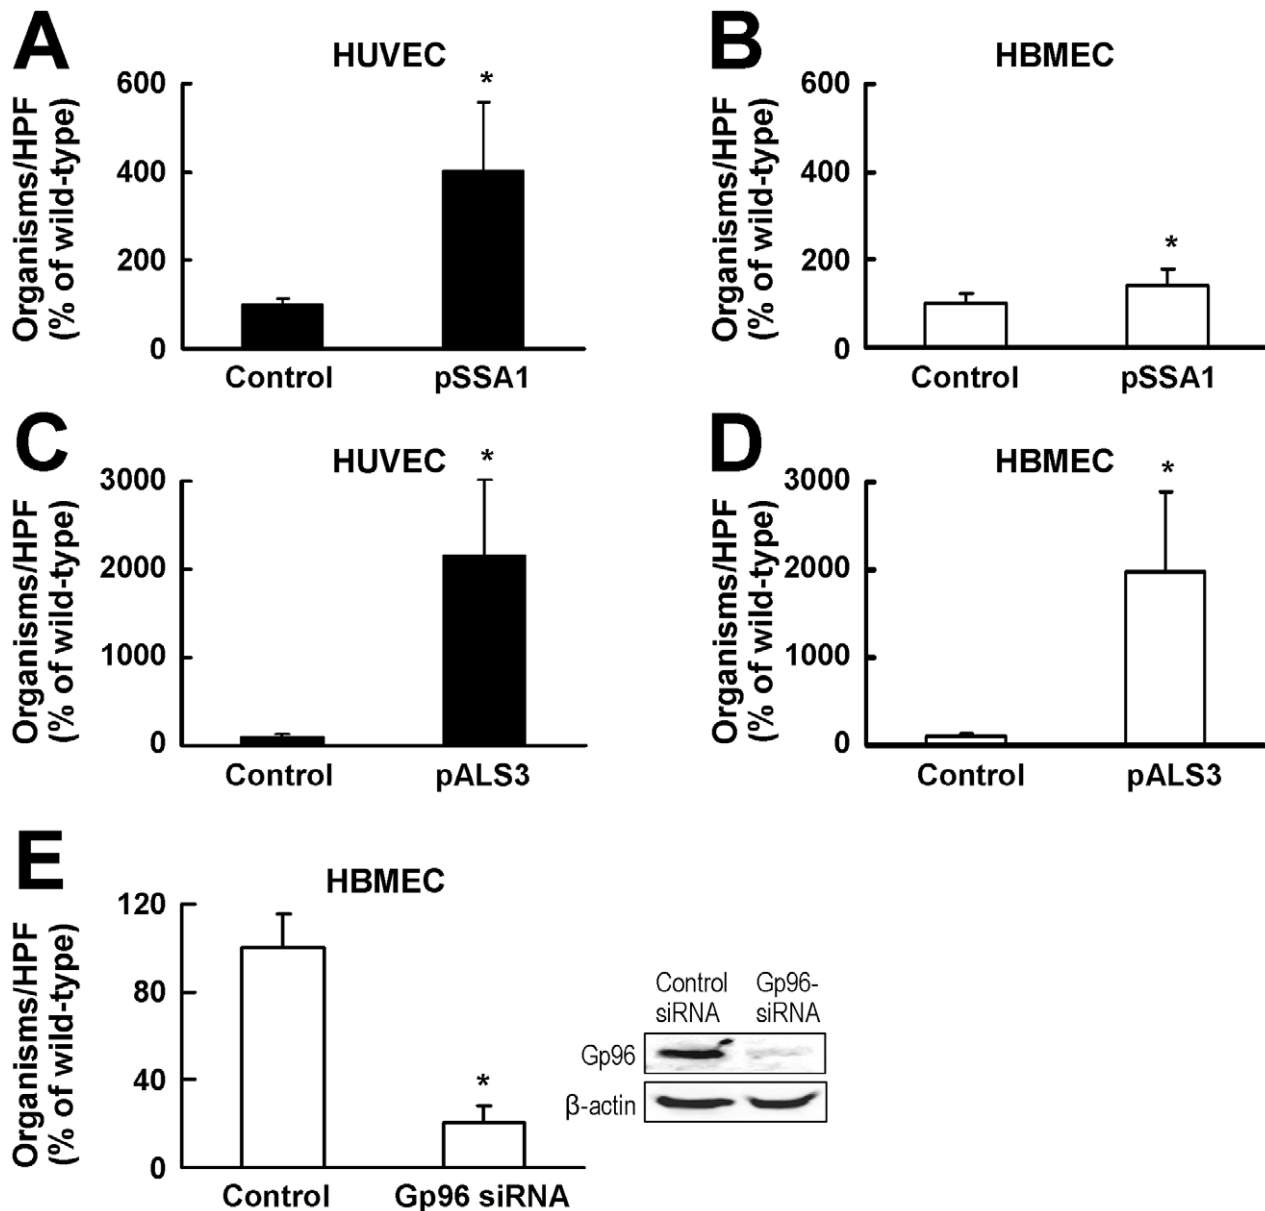 A
HUVEC
*
Organisms/HPF
(% of wild-type)
600
400
200
0
Control
pSSA1
B
HBMEC
*
Organisms/HPF
(% of wild-type)
600
400
200
0
Control
pSSA1
C
HUVEC
*
Organisms/HPF
(% of wild-type)
3000
2000
1000
0
Control
pALS3
D
HBMEC
*
Organisms/HPF
(% of wild-type)
3000
2000
1000
0
Control
pALS3
E
HBMEC
*
Organisms/HPF
(% of wild-type)
120
80
40
0
Control
Gp96 siRNA
Control
siRNA
Gp96-
siRNA
Gp96
β-actin